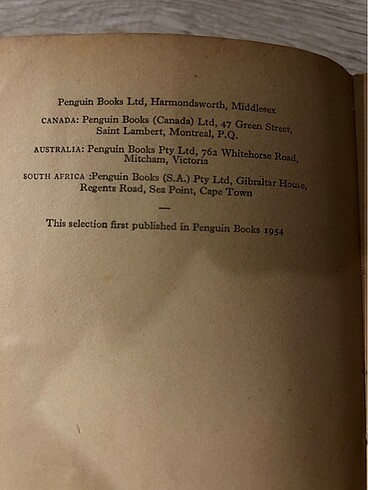 Penguin Books Ltd, Harmondsworth, Middlesex
CANADA: Penguin Books (Canada) Ltd, 47 Green Street,
Saint Lambert, Montreal, P.Q.
AUSTRALIA: Penguin Books Pty Ltd, 762 Whitehorse Road,
Mitcham, Victoria
SOUTH AFRICA :Penguin Books (S.A.) Pty Ltd, Gibraltar House,
Regents Road, Sea Point, Cape Town
—
This selection first published in Penguin Books 1954